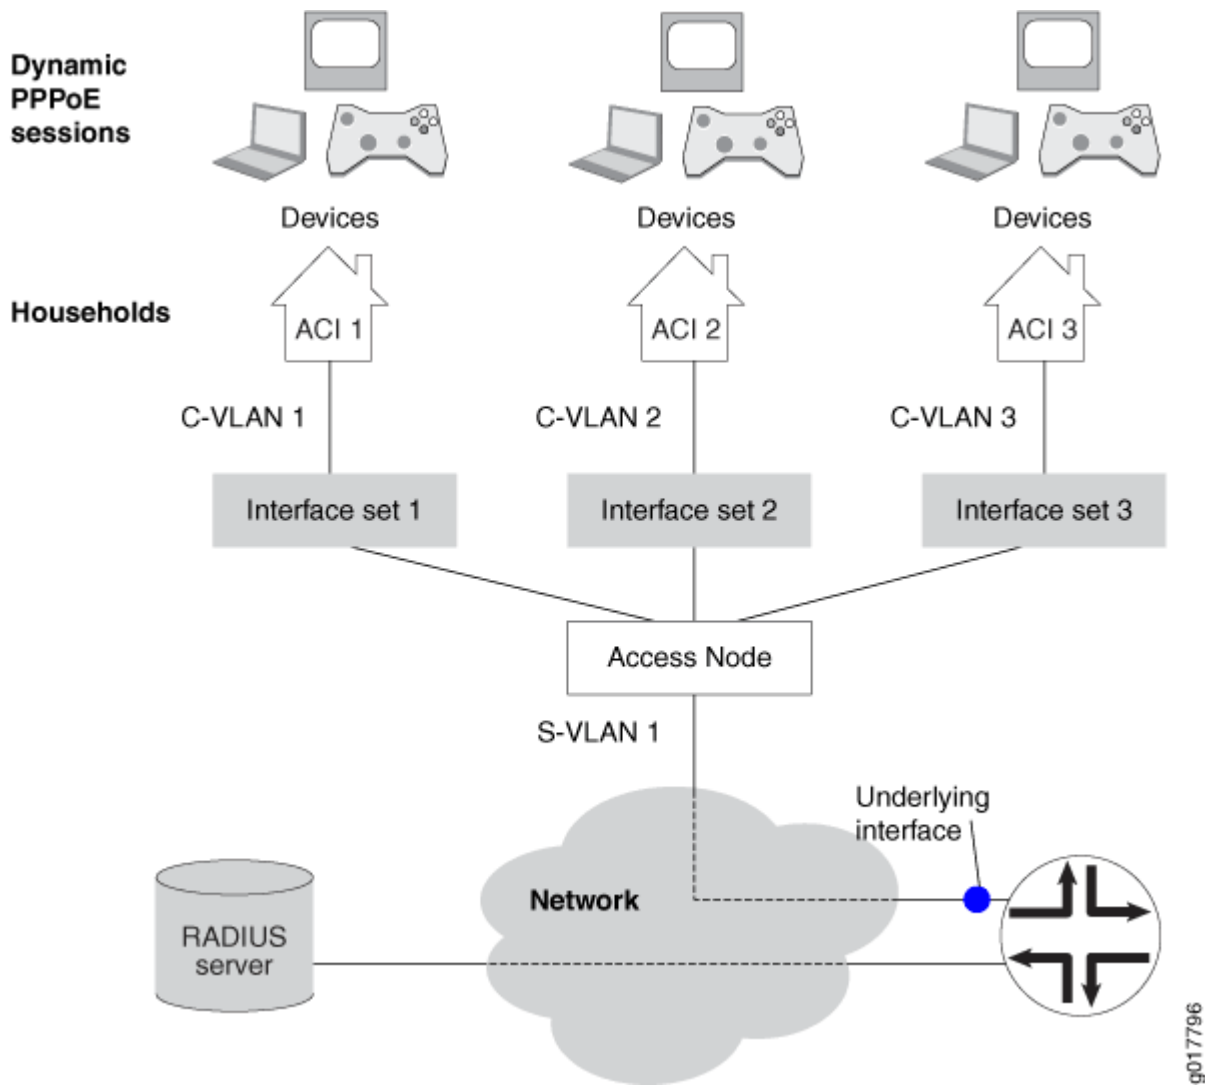 Dynamic
PPPoE
sessions
Devices
Devices
Devices
Households
ACI 1
ACI 2
ACI 3
C-VLAN 1
C-VLAN 2
C-VLAN 3
Interface set 1
Interface set 2
Interface set 3
Access Node
S-VLAN 1
Underlying
interface
Network
RADIUS
server
g017796